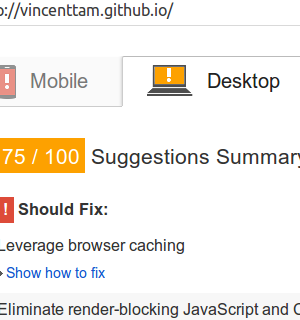 ://vincenttam.github.io/
Mobile
Desktop
75 / 100 Suggestions Summary
! Should Fix:
Leverage browser caching
Show how to fix
Eliminate render-blocking JavaScript and